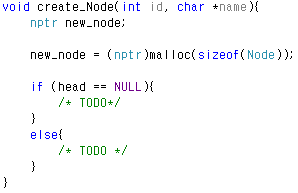 void create_Node(int id, char *name){
    nptr new_node;

    new_node = (nptr)malloc(sizeof(Node));

    if (head == NULL){
        /* TODO*/
    }
    else{
        /* TODO */
    }
}